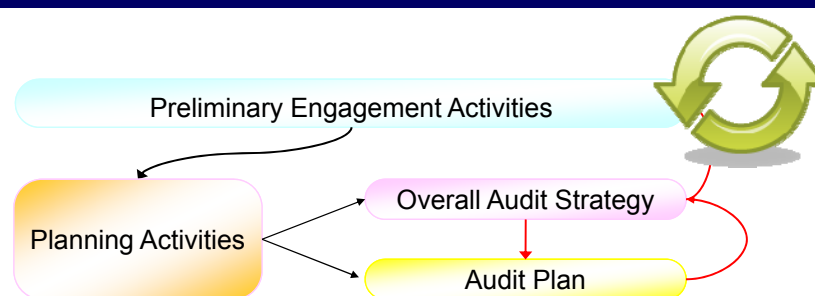 Preliminary Engagement Activities
Overall Audit Strategy
Planning Activities
Audit Plan